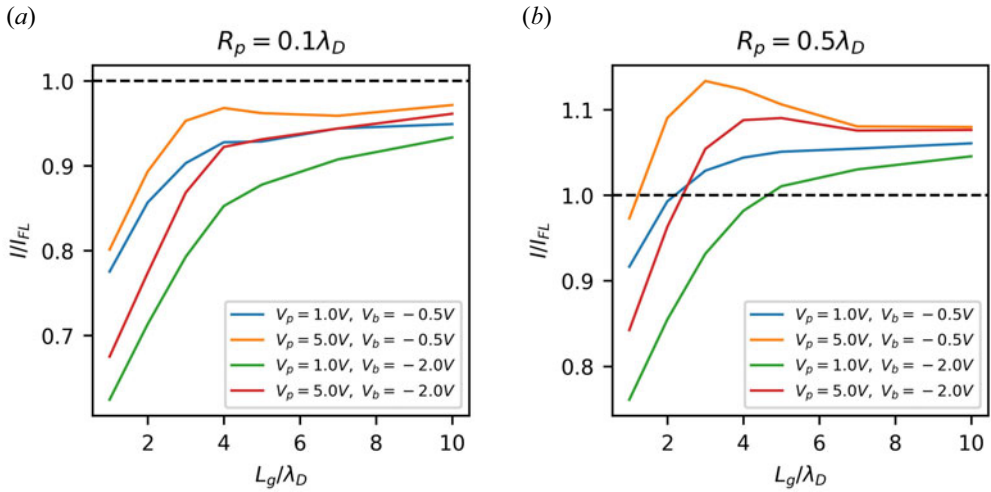 (a)
R_p = 0.1λ_D
1.0
0.9
0.8
0.7
I/I_FL
2
4
6
8
10
L_g/λ_D
V_p = 1.0V, V_b = −0.5V
V_p = 5.0V, V_b = −0.5V
V_p = 1.0V, V_b = −2.0V
V_p = 5.0V, V_b = −2.0V
(b)
R_p = 0.5λ_D
1.1
1.0
0.9
0.8
I/I_FL
2
4
6
8
10
L_g/λ_D
V_p = 1.0V, V_b = −0.5V
V_p = 5.0V, V_b = −0.5V
V_p = 1.0V, V_b = −2.0V
V_p = 5.0V, V_b = −2.0V